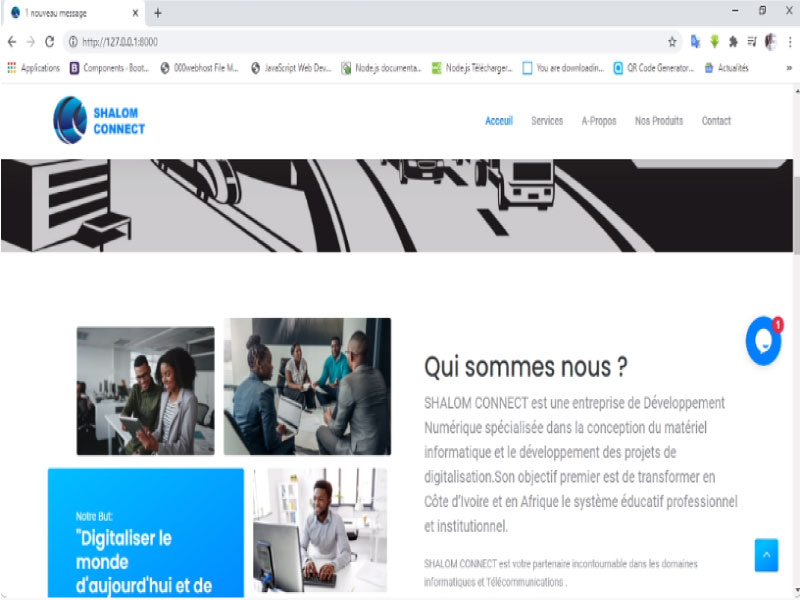 1 nouveau message
http://127.0.0.1:8000
Applications Components - Boot... 000webhost File M... JavaScript Web Dev... Node.js documenta... Node.js Télécharger... You are downloadin... QR Code Generator... Actualités »
SHALOM
CONNECT
Acceuil Services A-Propos Nos Produits Contact
1
Qui sommes nous ?
SHALOM CONNECT est une entreprise de Développement
Numérique spécialisée dans la conception du matériel
informatique et le développement des projets de
digitalisation.Son objectif premier est de transformer en
Côte d'Ivoire et en Afrique le système éducatif professionnel
et institutionnel.
SHALOM CONNECT est votre partenaire incontournable dans les domaines
informatiques et Télécommunications .
Notre But:
"Digitaliser le
monde
d'aujourd'hui et de